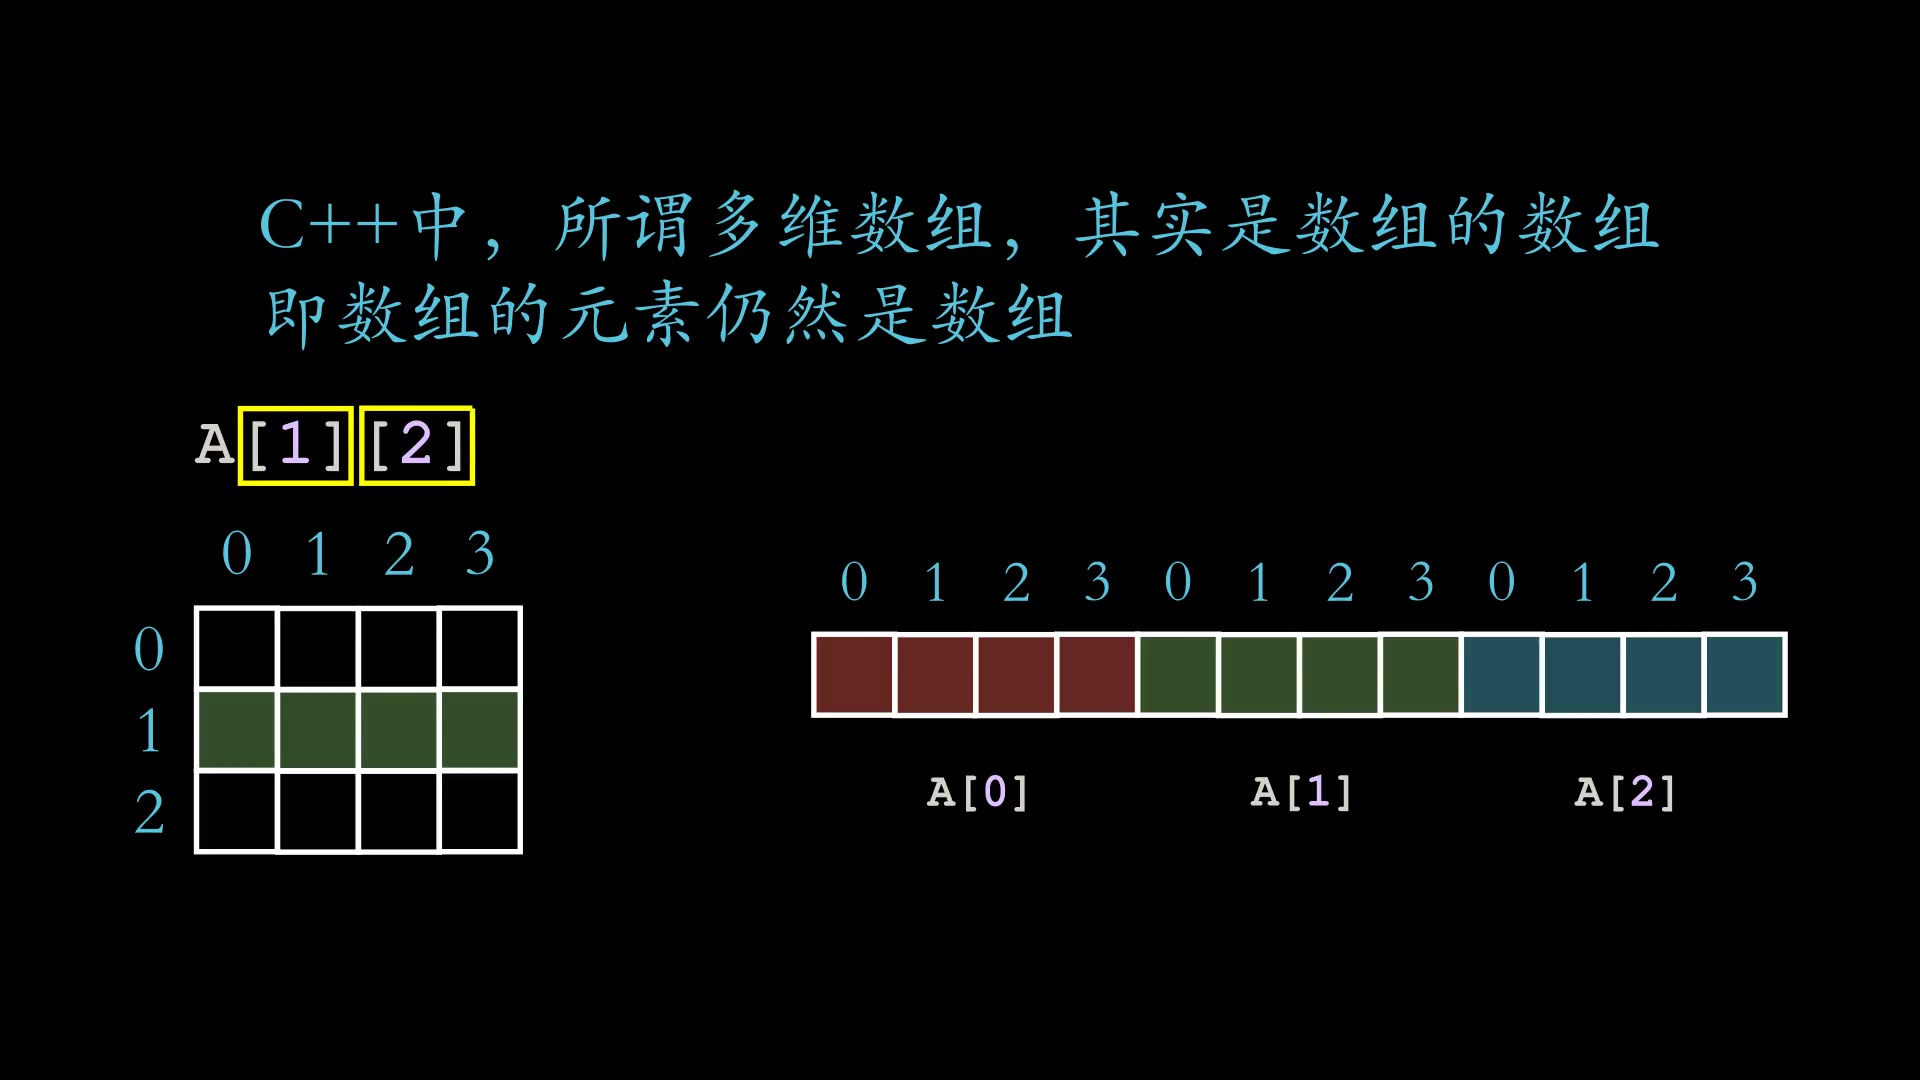 C++中，所谓多维数组，其实是数组的数组
即数组的元素仍然是数组
A[1][2]
0 1 2 3
0
1
2
0 1 2 3 0 1 2 3 0 1 2 3
A[0] A[1] A[2]